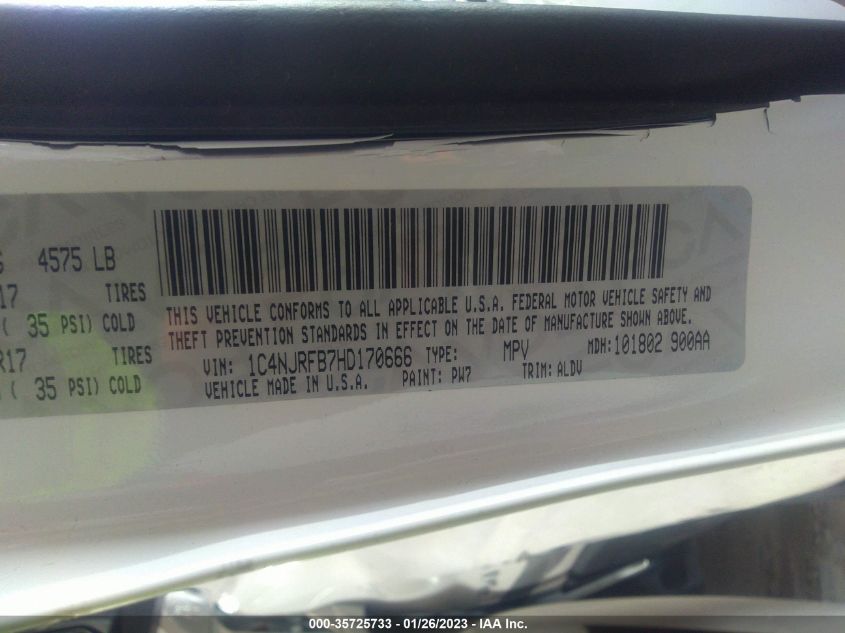 4575 LB
17 TIRES
( 35 PSI) COLD
R17 TIRES
( 35 PSI) COLD
THIS VEHICLE CONFORMS TO ALL APPLICABLE U.S.A. FEDERAL MOTOR VEHICLE SAFETY AND
THEFT PREVENTION STANDARDS IN EFFECT ON THE DATE OF MANUFACTURE SHOWN ABOVE.
VIN: 1C4NJRFB7HD170666 TYPE: MPV MDH:101802 900AA
VEHICLE MADE IN U.S.A. PAINT: PW7 TRIM: ALDV
000-35725733 - 01/26/2023 - IAA Inc.